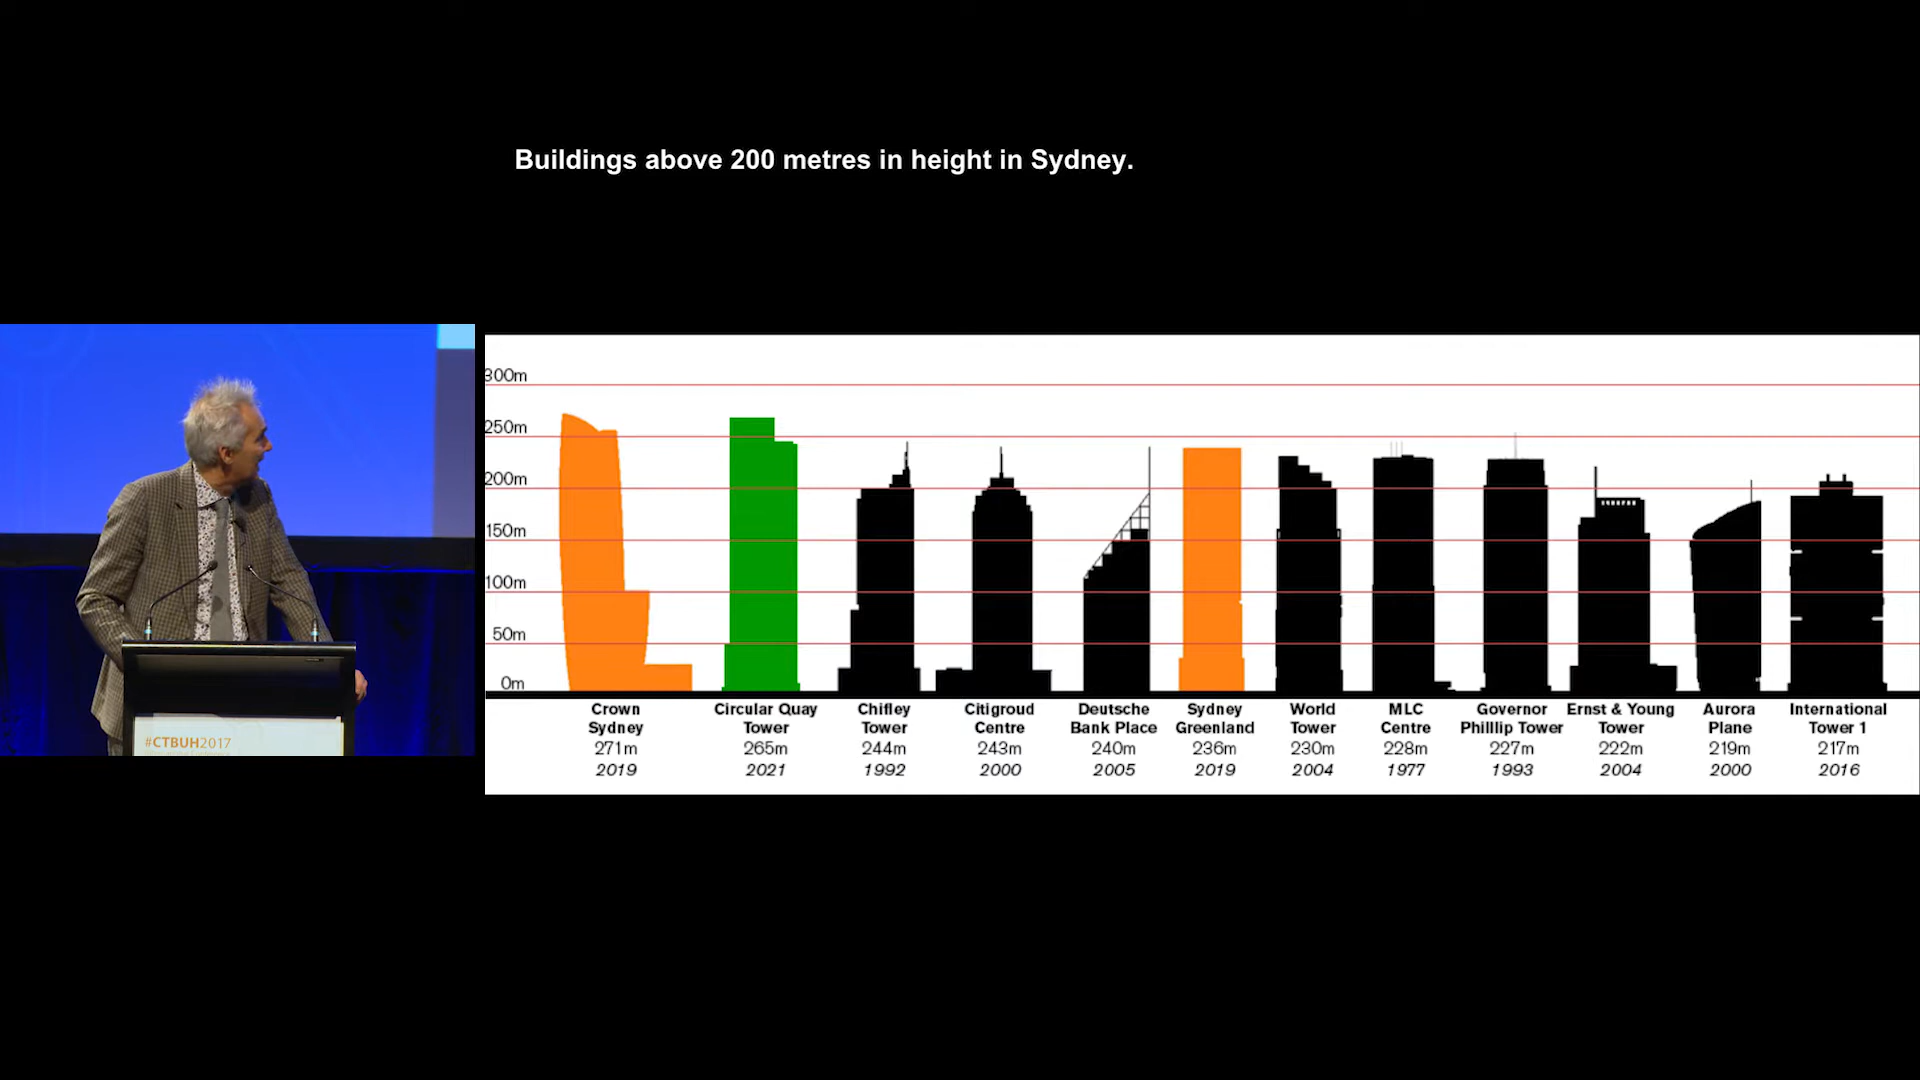 Buildings above 200 metres in height in Sydney.
300m
250m
200m
150m
100m
50m
0m
Crown Sydney
271m
2019
Circular Quay Tower
265m
2021
Chifley Tower
244m
1992
Citigroud Centre
243m
2000
Deutsche Bank Place
240m
2005
Sydney Greenland
236m
2019
World Tower
230m
2004
MLC Centre
228m
1977
Governor Philllip Tower
227m
1993
Ernst & Young Tower
222m
2004
Aurora Plane
219m
2000
International Tower 1
217m
2016
#CTBUH2017